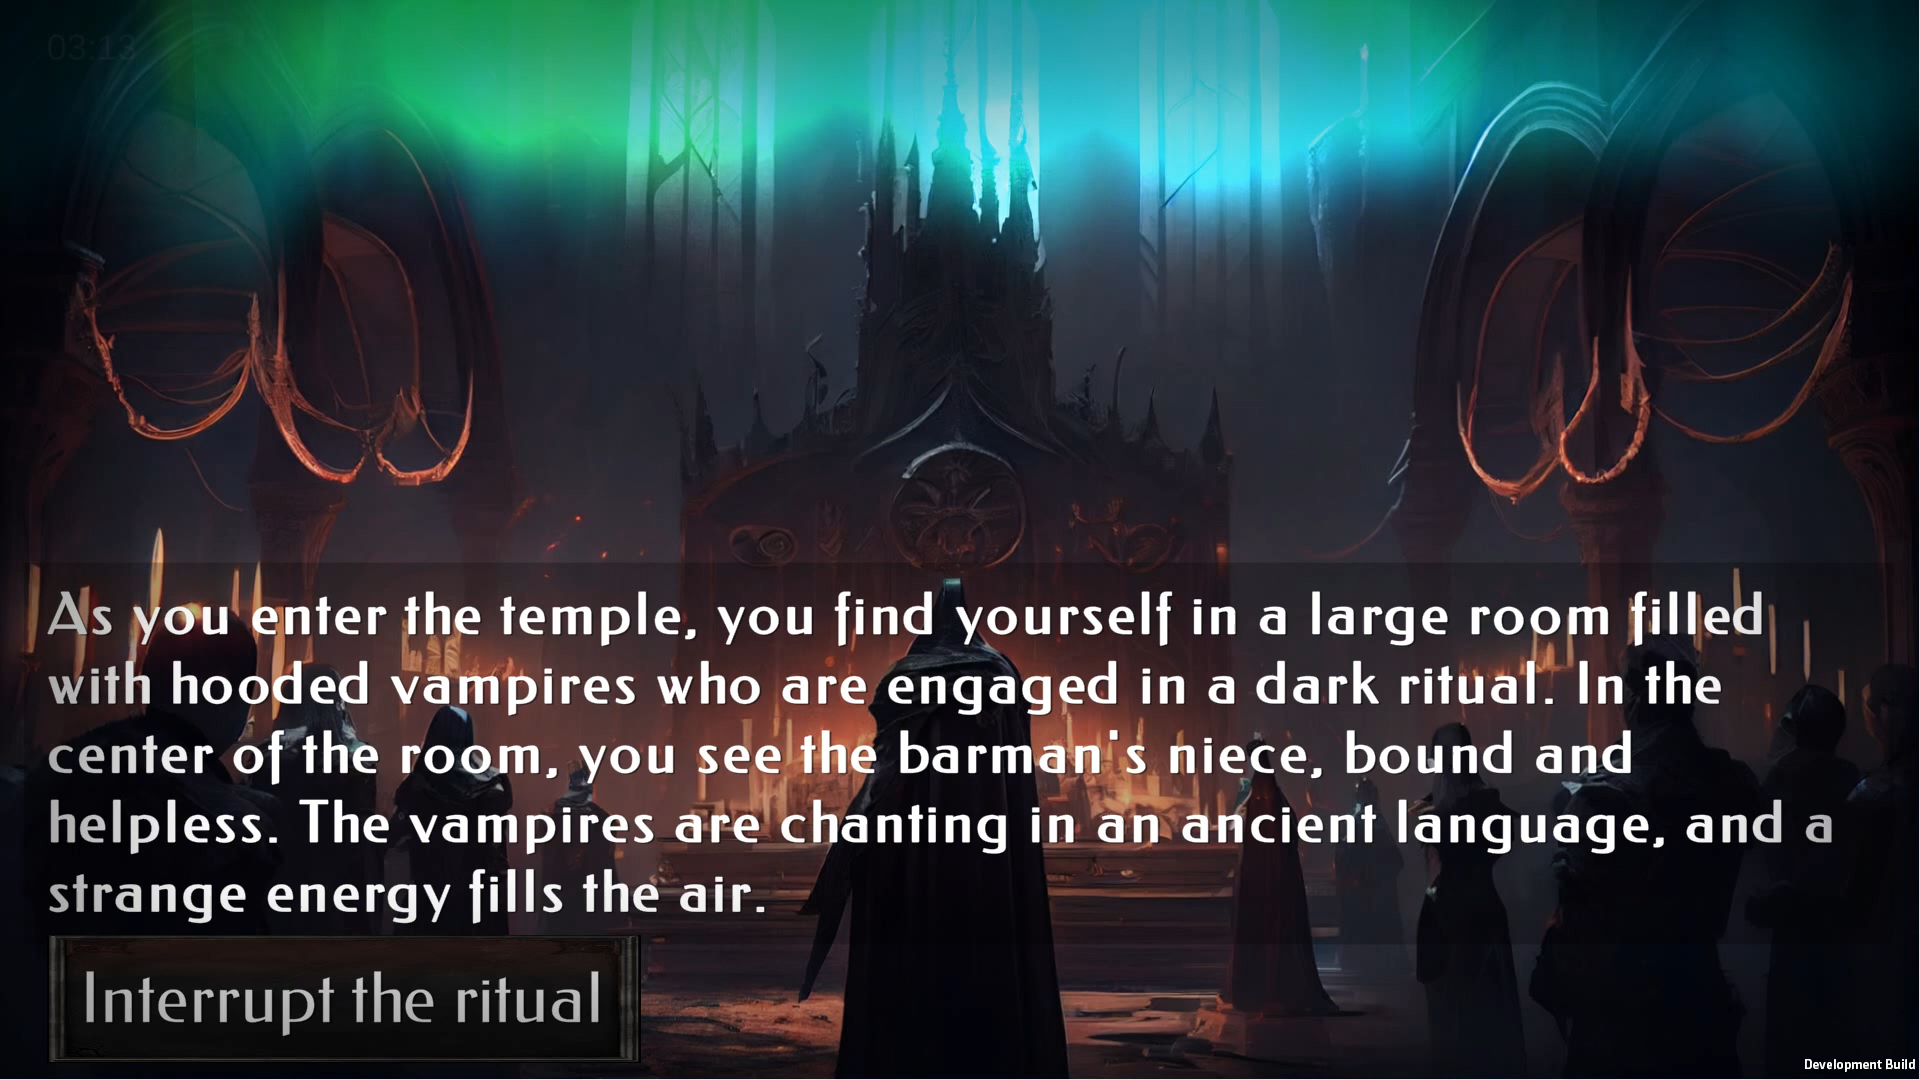 03:13
As you enter the temple, you find yourself in a large room filled
with hooded vampires who are engaged in a dark ritual. In the
center of the room, you see the barman's niece, bound and
helpless. The vampires are chanting in an ancient language, and a
strange energy fills the air.
Interrupt the ritual
Development Build